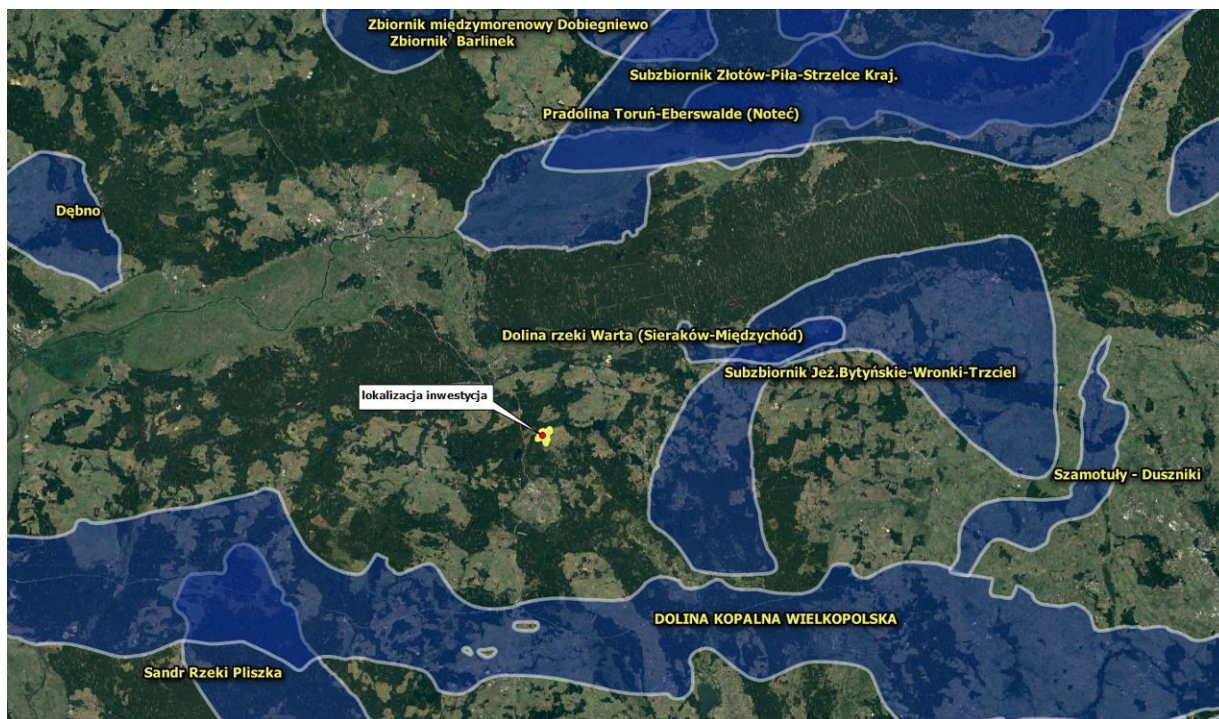 Zbiornik międzymorenowy Dobiegniewo
Zbiornik Barlinek
Subzbiornik Złotów-Piła-Strzelce Kraj.
Pradolina Toruń-Eberswalde (Noteć)
Dębno
Dolina rzeki Warta (Sieraków-Międzychód)
Subzbiornik Jeż.Bytyńskie-Wronki-Trzciel
lokalizacja inwestycja
Szamotuły - Duszniki
DOLINA KOPALNA WIELKOPOLSKA
Sandr Rzeki Pliszka